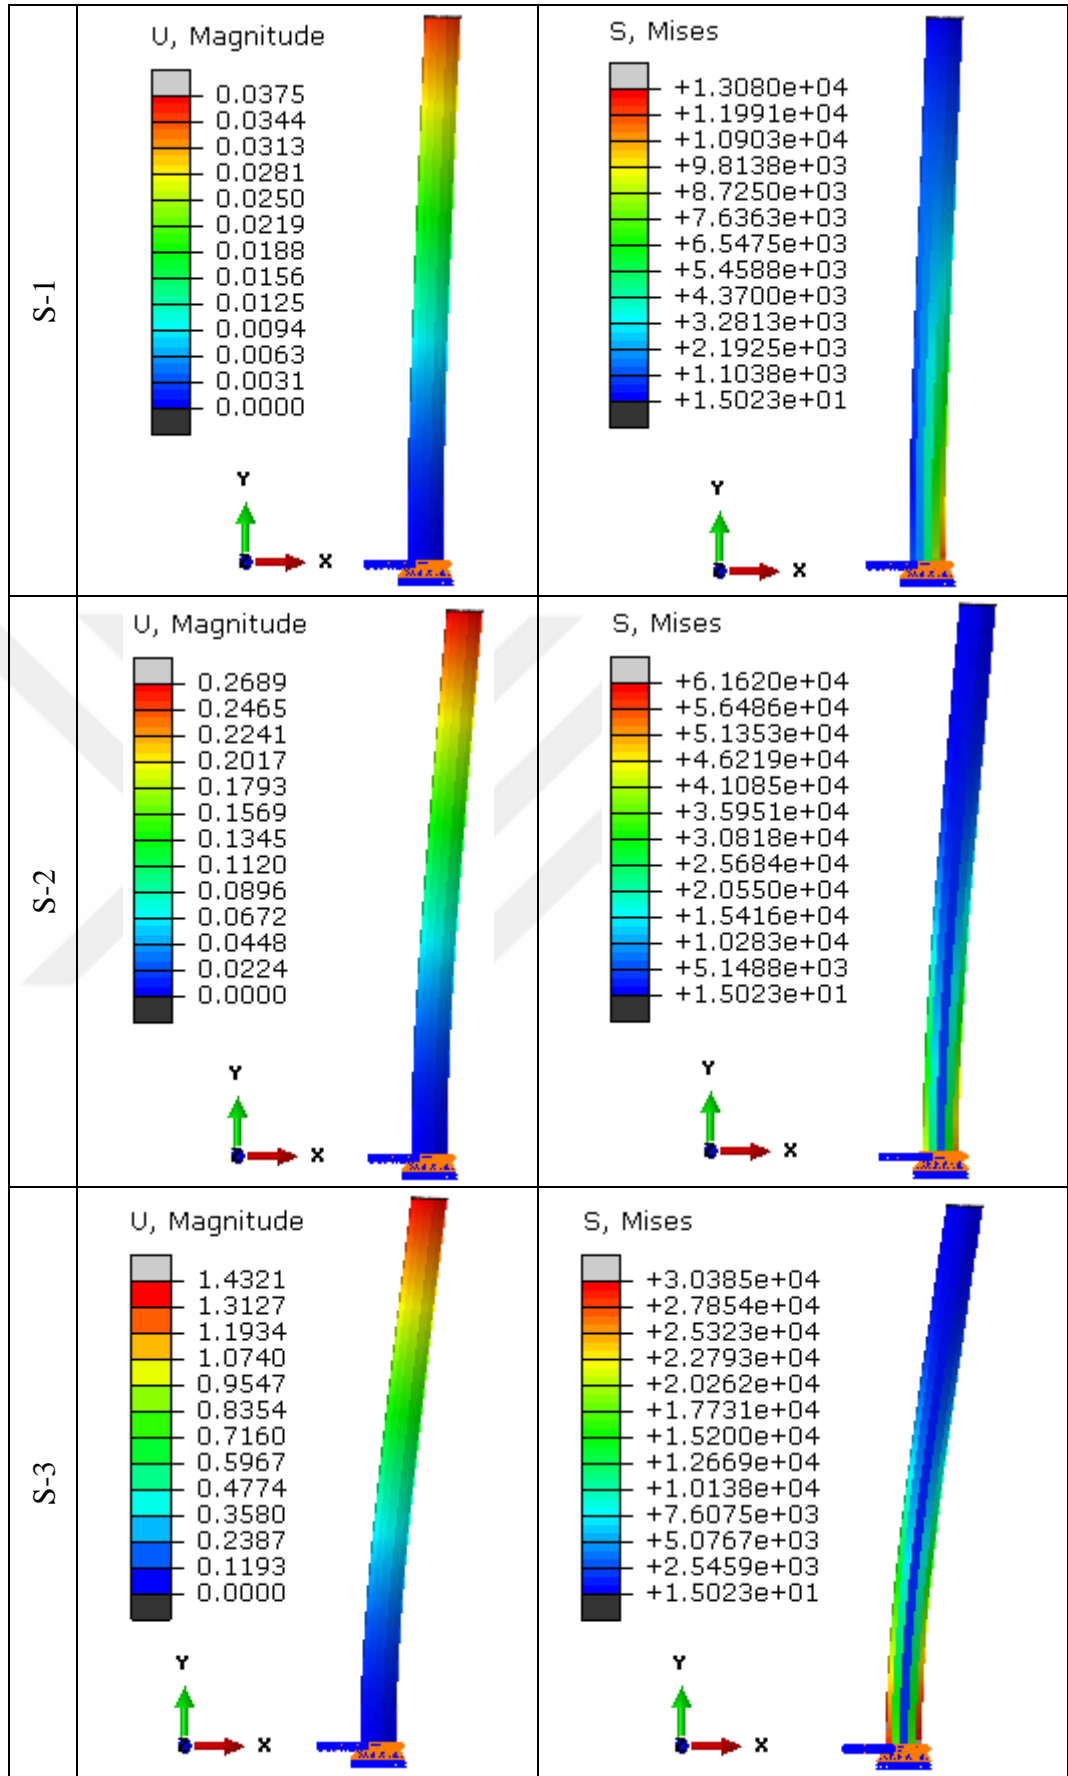 S-1
U, Magnitude
0.0375
0.0344
0.0313
0.0281
0.0250
0.0219
0.0188
0.0156
0.0125
0.0094
0.0063
0.0031
0.0000
Y
X
S, Mises
+1.3080e+04
+1.1991e+04
+1.0903e+04
+9.8138e+03
+8.7250e+03
+7.6363e+03
+6.5475e+03
+5.4588e+03
+4.3700e+03
+3.2813e+03
+2.1925e+03
+1.1038e+03
+1.5023e+01
Y
X
S-2
U, Magnitude
0.2689
0.2465
0.2241
0.2017
0.1793
0.1569
0.1345
0.1120
0.0896
0.0672
0.0448
0.0224
0.0000
Y
X
S, Mises
+6.1620e+04
+5.6486e+04
+5.1353e+04
+4.6219e+04
+4.1085e+04
+3.5951e+04
+3.0818e+04
+2.5684e+04
+2.0550e+04
+1.5416e+04
+1.0283e+04
+5.1488e+03
+1.5023e+01
Y
X
S-3
U, Magnitude
1.4321
1.3127
1.1934
1.0740
0.9547
0.8354
0.7160
0.5967
0.4774
0.3580
0.2387
0.1193
0.0000
Y
X
S, Mises
+3.0385e+04
+2.7854e+04
+2.5323e+04
+2.2793e+04
+2.0262e+04
+1.7731e+04
+1.5200e+04
+1.2669e+04
+1.0138e+04
+7.6075e+03
+5.0767e+03
+2.5459e+03
+1.5023e+01
Y
X